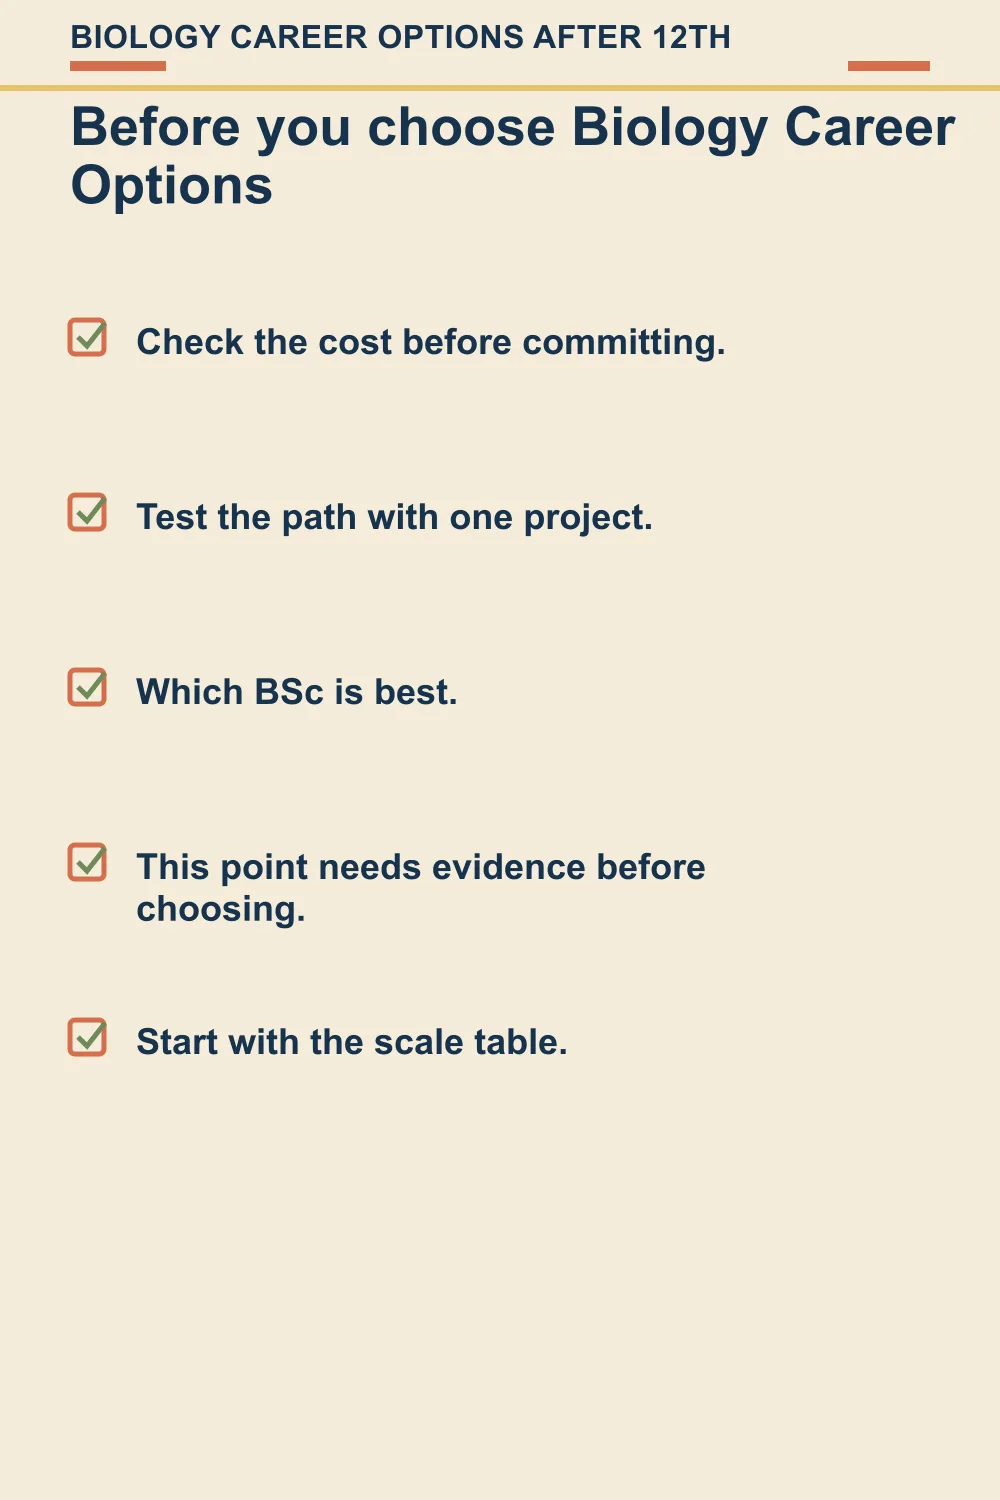 BIOLOGY CAREER OPTIONS AFTER 12TH
Before you choose Biology Career
Options
Check the cost before committing.
Test the path with one project.
Which BSc is best.
This point needs evidence before
choosing.
Start with the scale table.